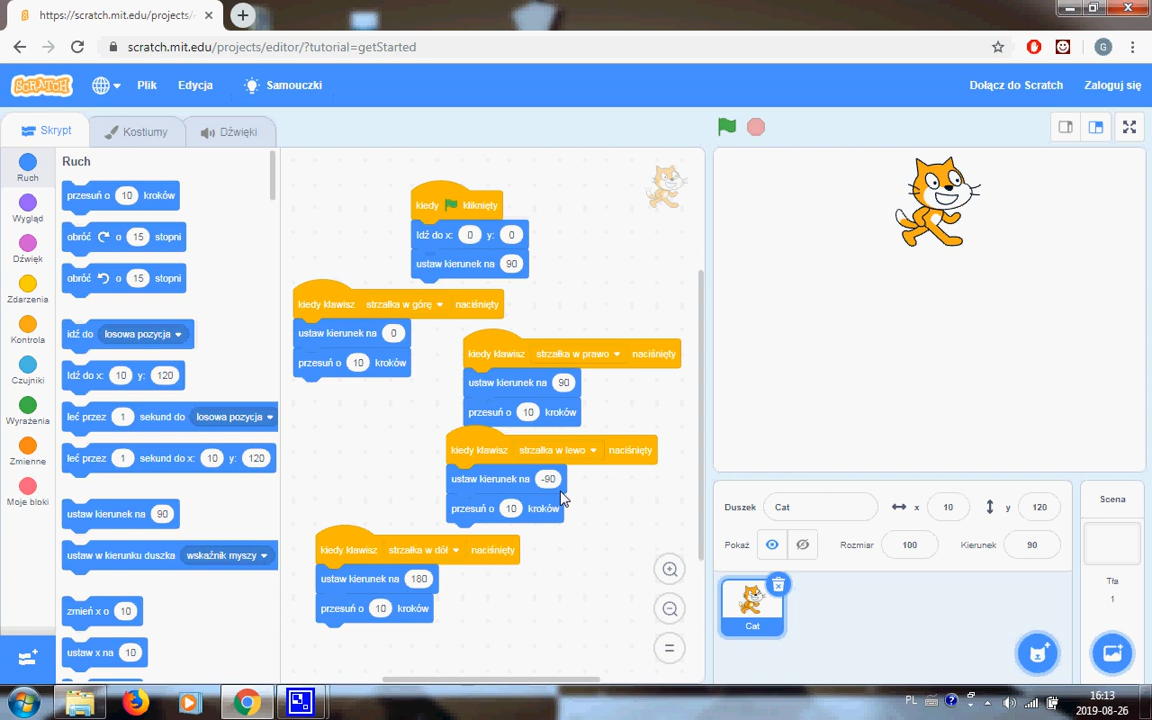 https://scratch.mit.edu/projects/
scratch.mit.edu/projects/editor/?tutorial=getStarted
G
SCRATCH
Plik
Edycja
Samouczki
Dołącz do Scratch
Zaloguj się
Skrypt
Kostiumy
Dźwięki
Ruch
Wygląd
Dźwięk
Zdarzenia
Kontrola
Czujniki
Wyrażenia
Zmienne
Moje bloki
Ruch
przesuń o 10 kroków
obróć o 15 stopni
obróć o 15 stopni
idź do losowa pozycja
Idź do x: 10 y: 120
leć przez 1 sekund do losowa pozycja
leć przez 1 sekund do x: 10 y: 120
ustaw kierunek na 90
ustaw w kierunku duszka wskaźnik myszy
zmień x o 10
ustaw x na 10
kiedy kliknięty
Idź do x: 0 y: 0
ustaw kierunek na 90
kiedy klawisz strzałka w górę naciśnięty
ustaw kierunek na 0
przesuń o 10 kroków
kiedy klawisz strzałka w prawo naciśnięty
ustaw kierunek na 90
przesuń o 10 kroków
kiedy klawisz strzałka w lewo naciśnięty
ustaw kierunek na -90
przesuń o 10 kroków
kiedy klawisz strzałka w dół naciśnięty
ustaw kierunek na 180
przesuń o 10 kroków
Duszek Cat x 10 y 120
Pokaż Rozmiar 100 Kierunek 90
Cat
Scena
Tła
1
PL
16:13
2019-08-26